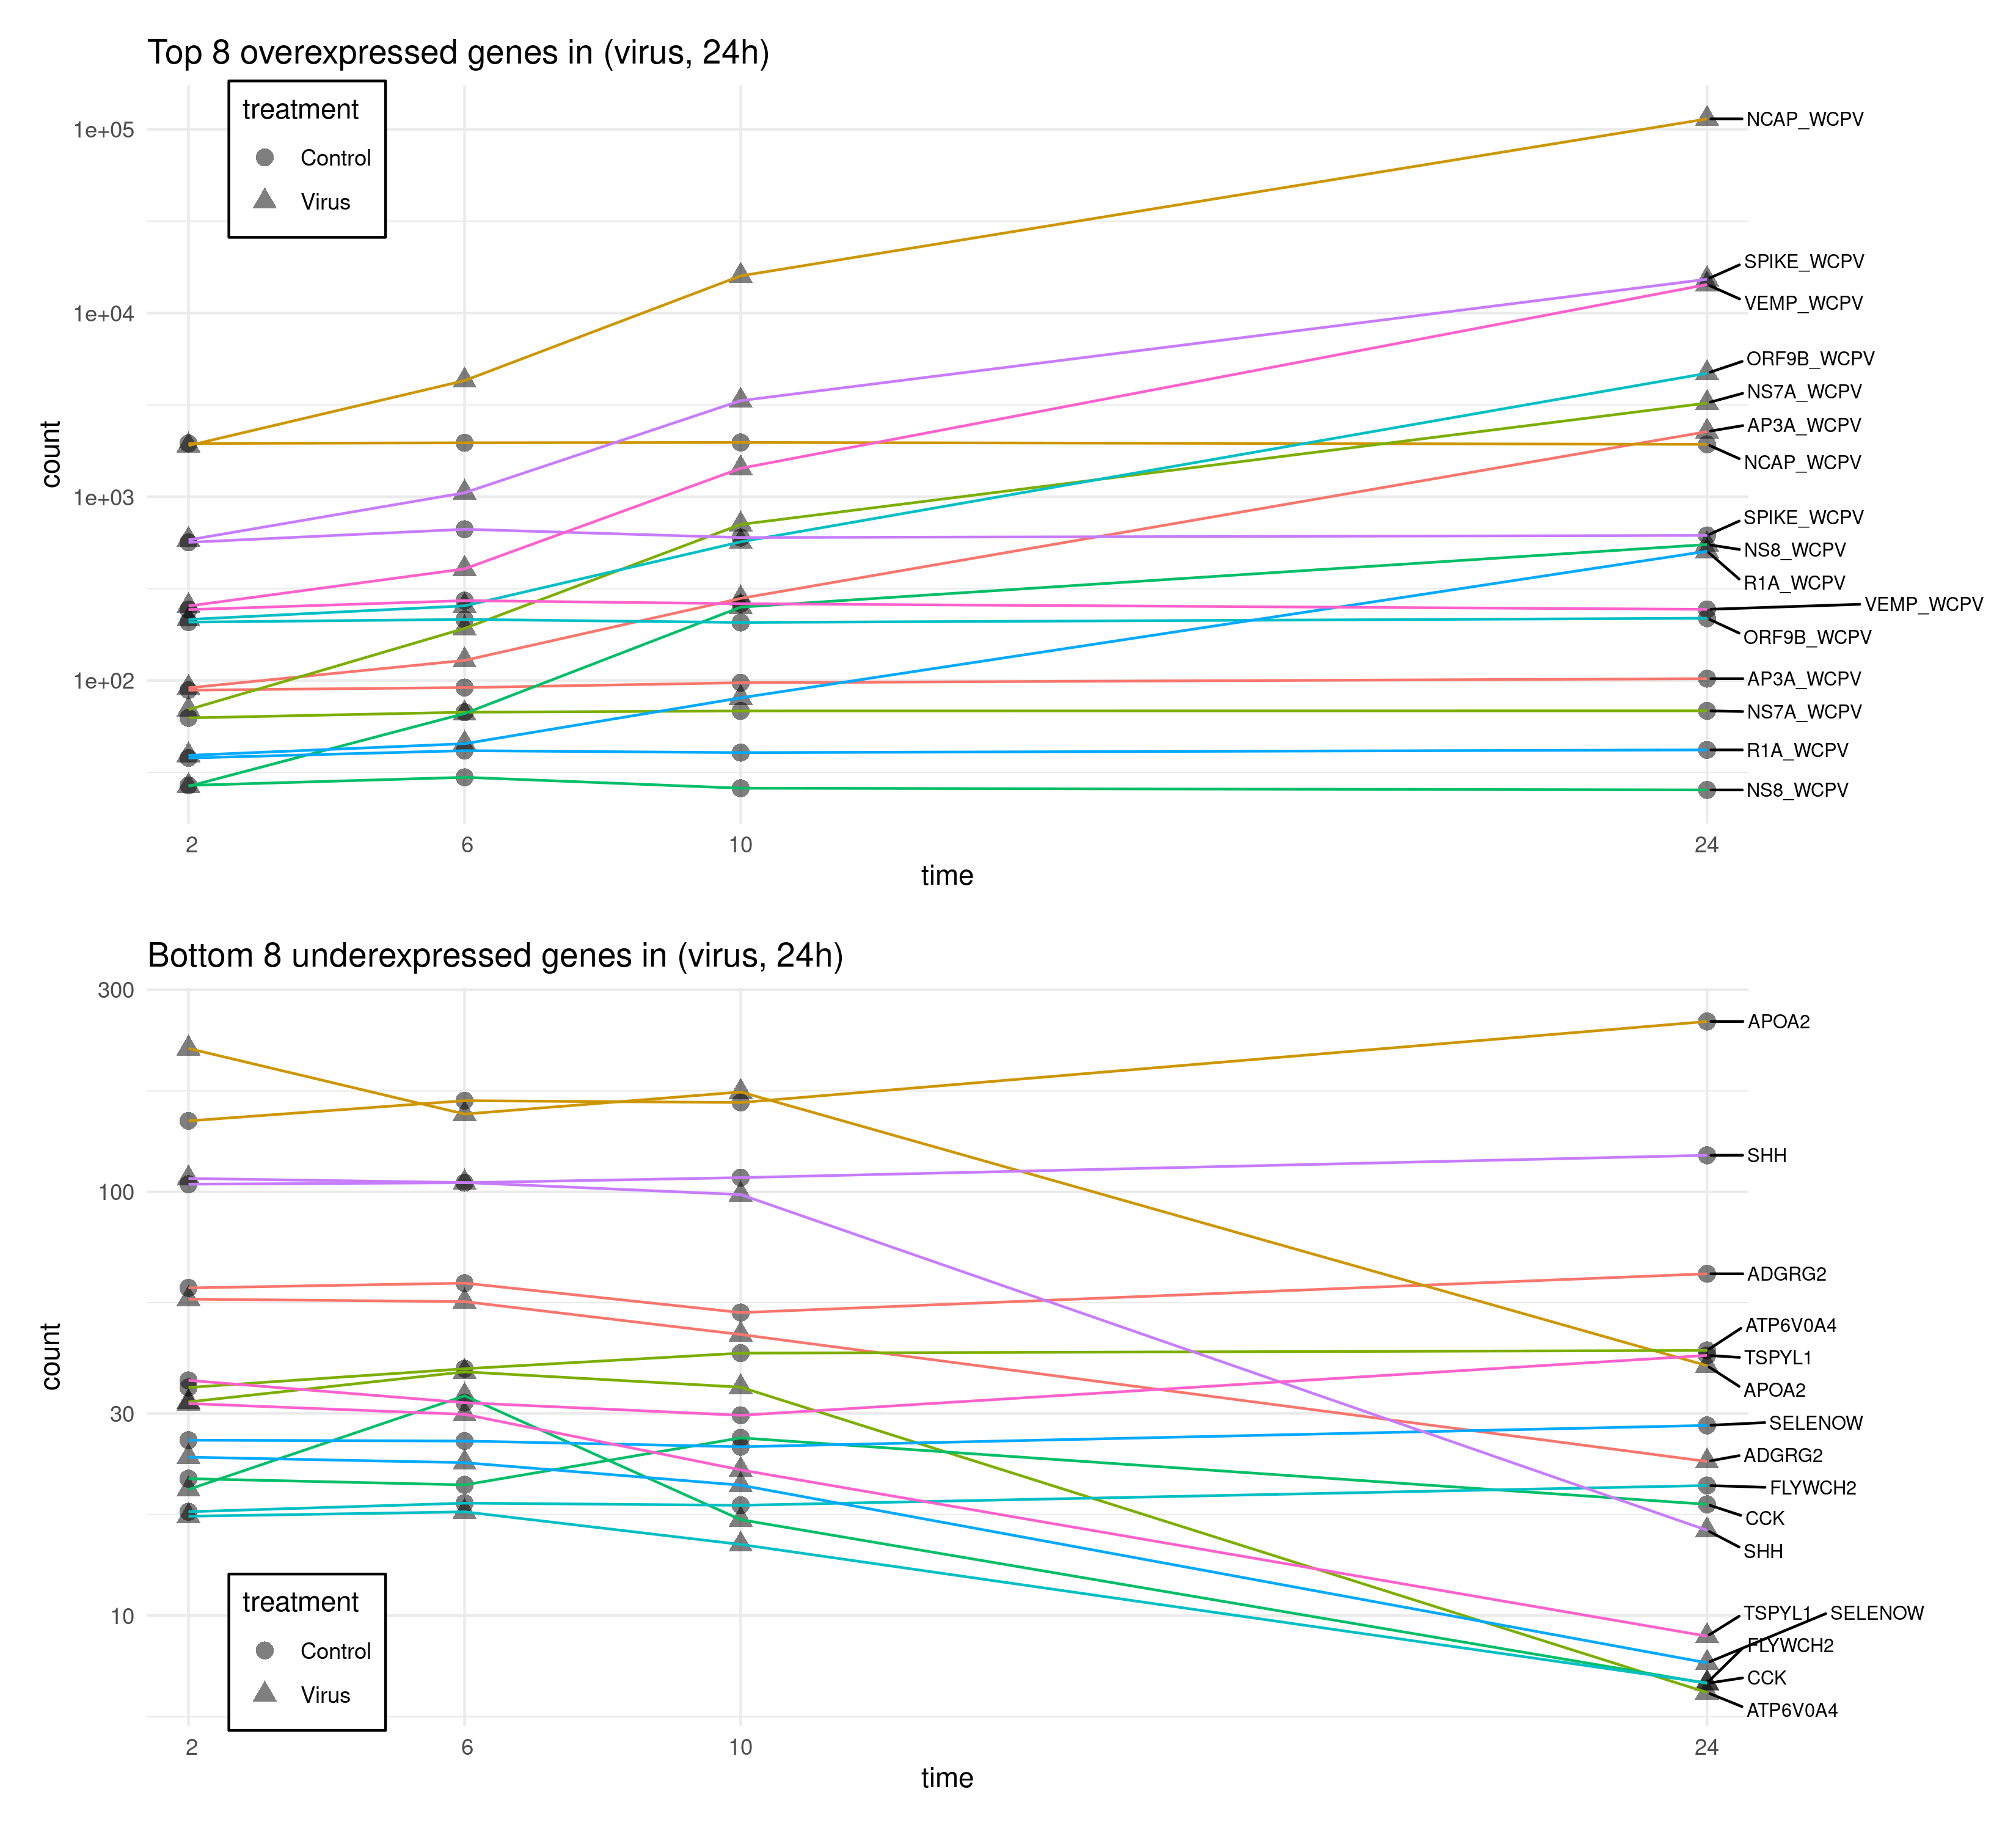 Top 8 overexpressed genes in (virus, 24h)
treatment
Control
Virus
count
1e+05
1e+04
1e+03
1e+02
NCAP_WCPV
SPIKE_WCPV
VEMP_WCPV
ORF9B_WCPV
NS7A_WCPV
AP3A_WCPV
NCAP_WCPV
SPIKE_WCPV
NS8_WCPV
R1A_WCPV
VEMP_WCPV
ORF9B_WCPV
AP3A_WCPV
NS7A_WCPV
R1A_WCPV
NS8_WCPV
2 6 10 24
time
Bottom 8 underexpressed genes in (virus, 24h)
count
300
100
30
10
APOA2
SHH
ADGRG2
ATP6V0A4
TSPYL1
APOA2
SELENOW
ADGRG2
FLYWCH2
CCK
SHH
TSPYL1 SELENOW
FLYWCH2
CCK
ATP6V0A4
treatment
Control
Virus
2 6 10 24
time